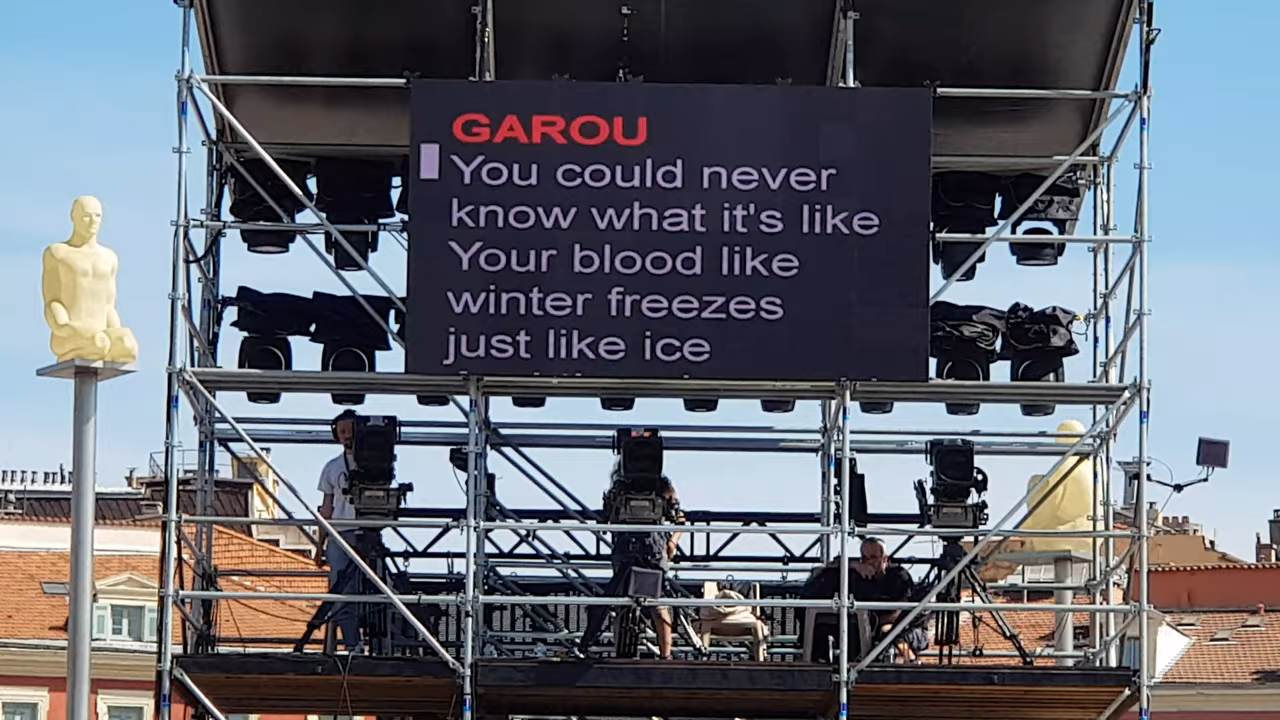 GAROU
You could never
know what it's like
Your blood like
winter freezes
just like ice